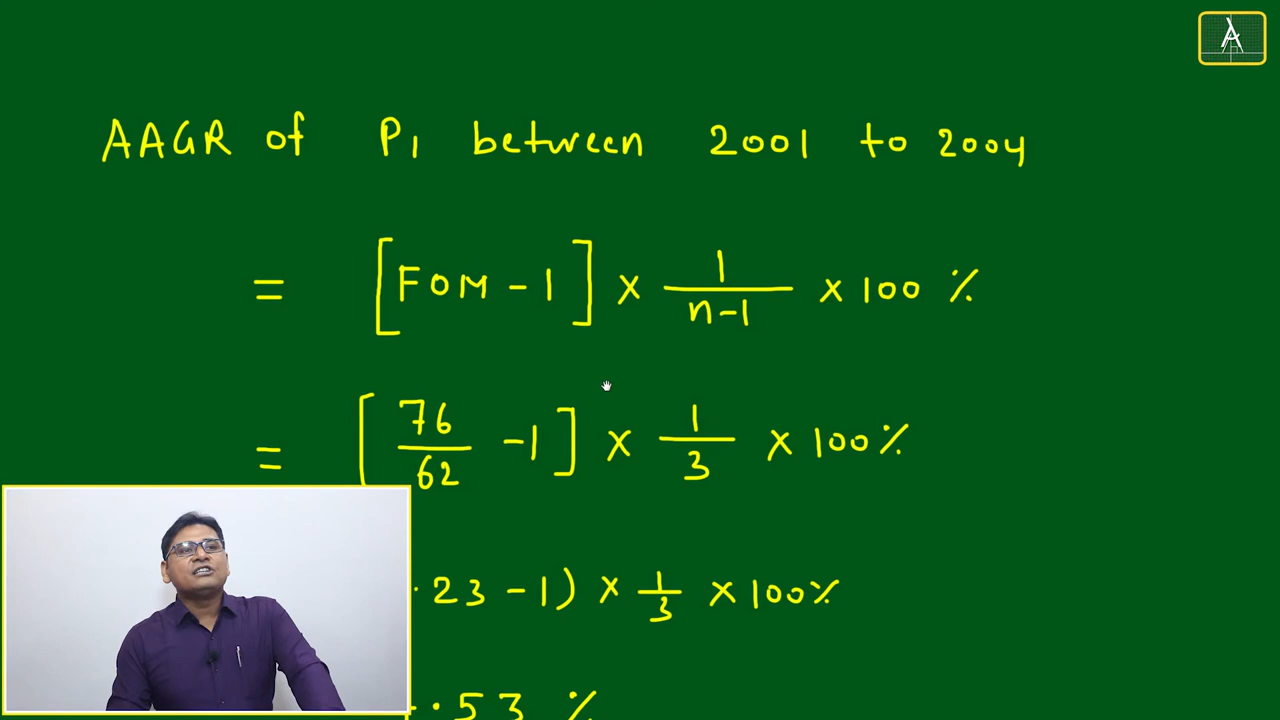 A
AAGR of P1 between 2001 to 2004
= [FOM - 1] × 1/(n-1) × 100 %
= [76/62 - 1] × 1/3 × 100%
.23 - 1) × 1/3 × 100%
.53 %